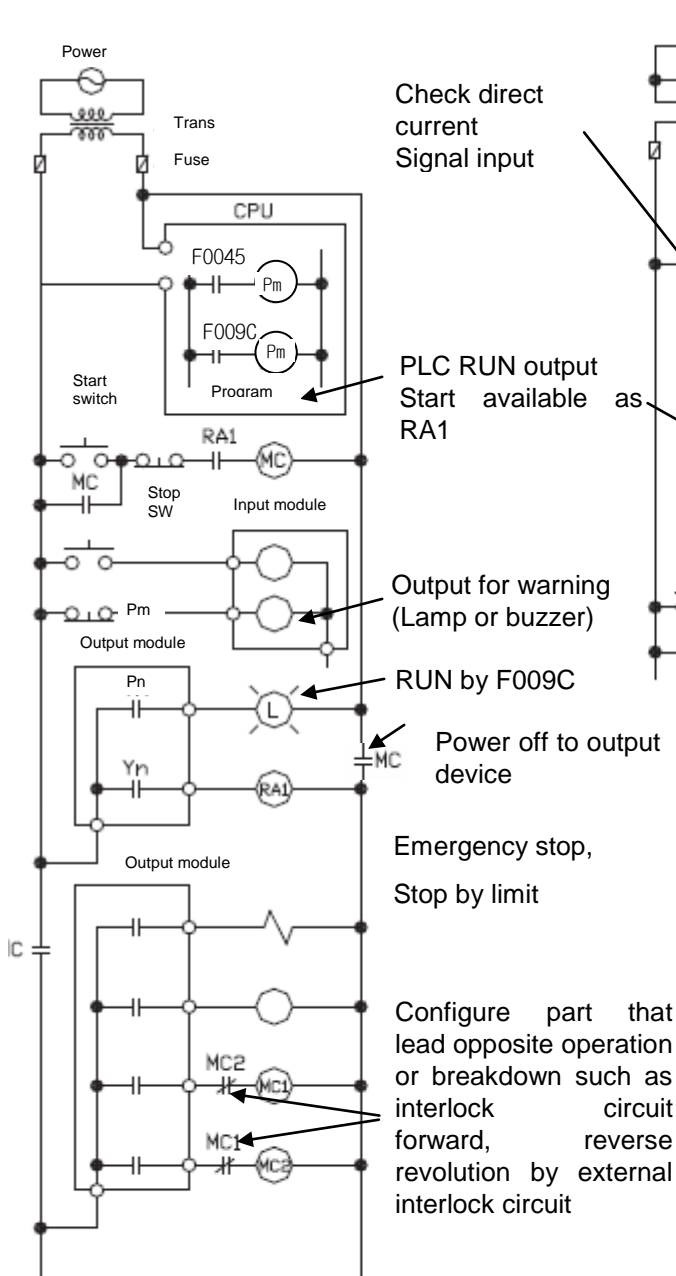 Power
Trans
Fuse
CPU
F0045
Pm
F009C
Pm
Program
Start
switch
RA1
MC
MC
Stop
SW
Input module
Pm
Output module
Pn
L
Yn
RA1
MC
Output module
C
MC2
MC1
MC1
MC2
Check direct
current
Signal input
PLC RUN output
Start available as
RA1
Output for warning
(Lamp or buzzer)
RUN by F009C
Power off to output
device
Emergency stop,
Stop by limit
Configure part that
lead opposite operation
or breakdown such as
interlock circuit
forward, reverse
revolution by external
interlock circuit